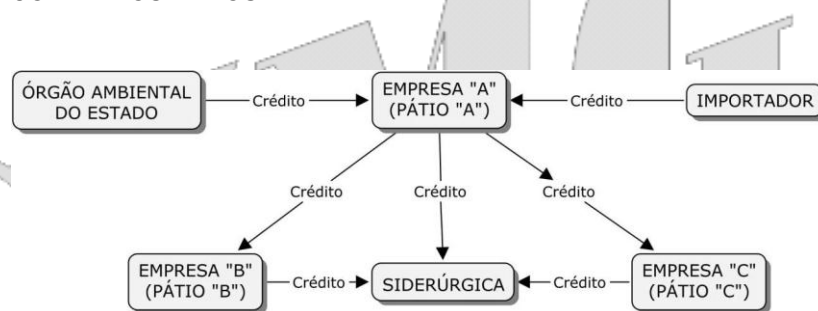 ÓRGÃO AMBIENTAL
DO ESTADO
Crédito
EMPRESA "A"
(PÁTIO "A")
Crédito
IMPORTADOR
Crédito
Crédito
Crédito
EMPRESA "B"
(PÁTIO "B")
Crédito
SIDERÚRGICA
Crédito
EMPRESA "C"
(PÁTIO "C")